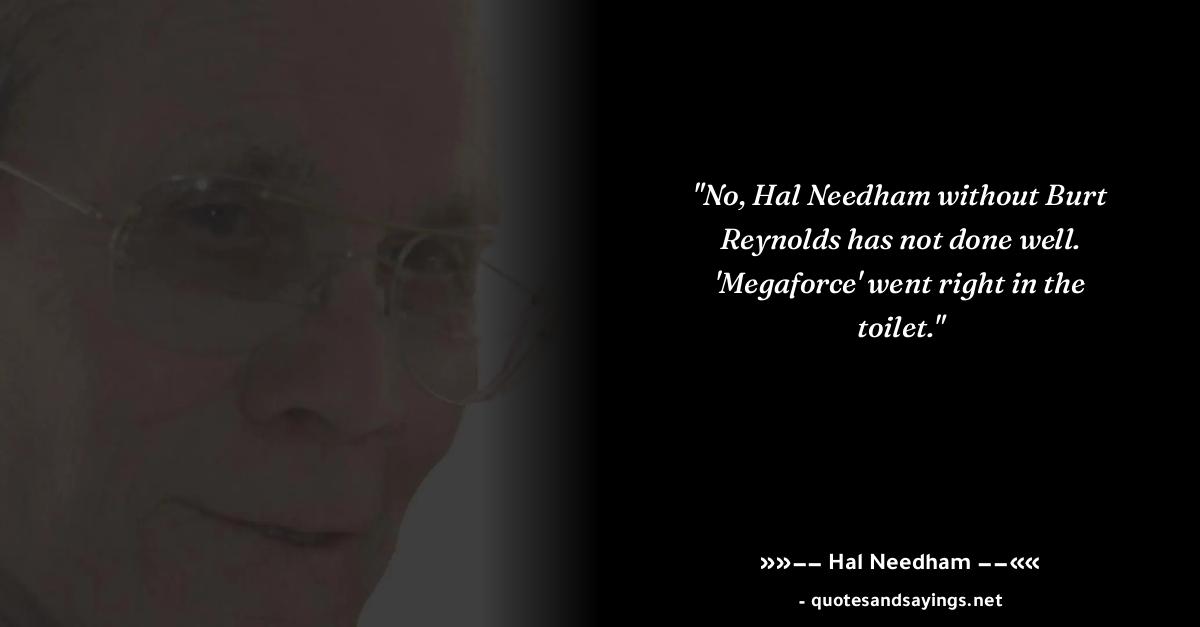 "No, Hal Needham without Burt
Reynolds has not done well.
'Megaforce' went right in the
toilet."
»»–– Hal Needham ––««
- quotesandsayings.net